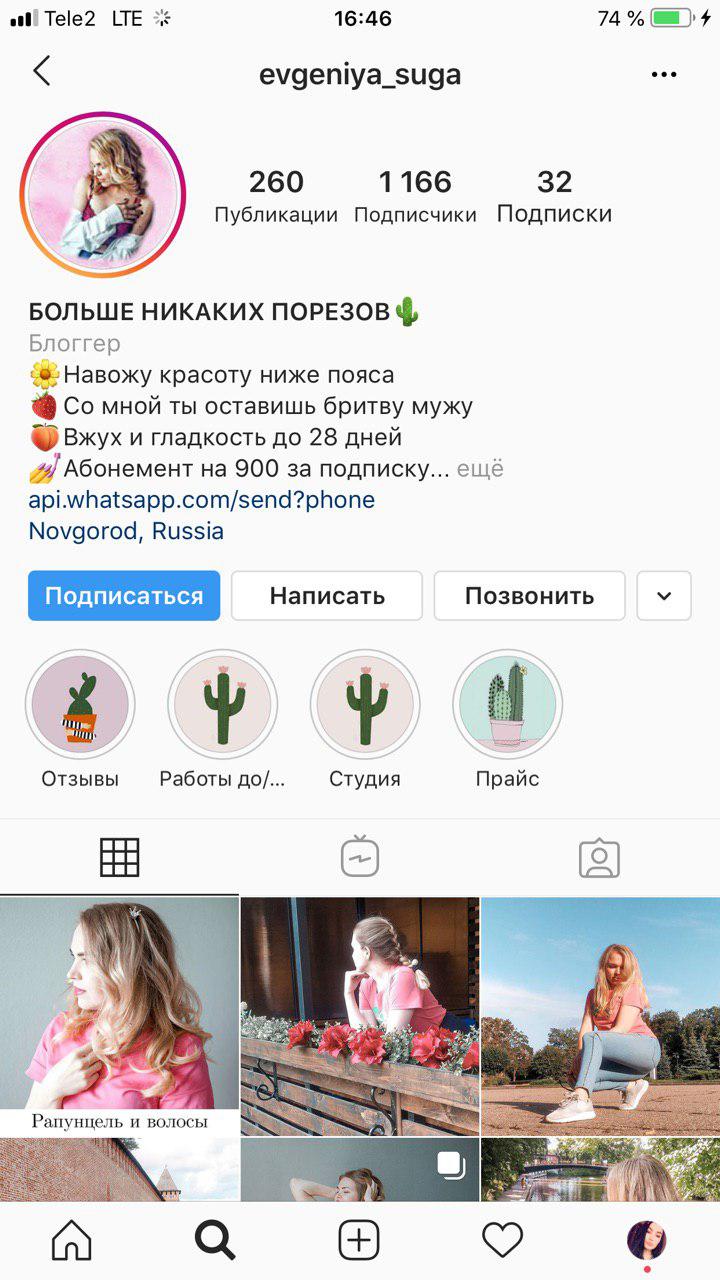 Tele2 LTE 16:46 74 %
evgeniya_suga
260 1 166 32
Публикации Подписчики Подписки
БОЛЬШЕ НИКАКИХ ПОРЕЗОВ🌵
Блоггер
🌼Навожу красоту ниже пояса
🍓Со мной ты оставишь бритву мужу
🍑Вжух и гладкость до 28 дней
💅Абонемент на 900 за подписку... ещё
api.whatsapp.com/send?phone
Novgorod, Russia
Подписаться Написать Позвонить
Отзывы Работы до/... Студия Прайс
Рапунцель и волосы